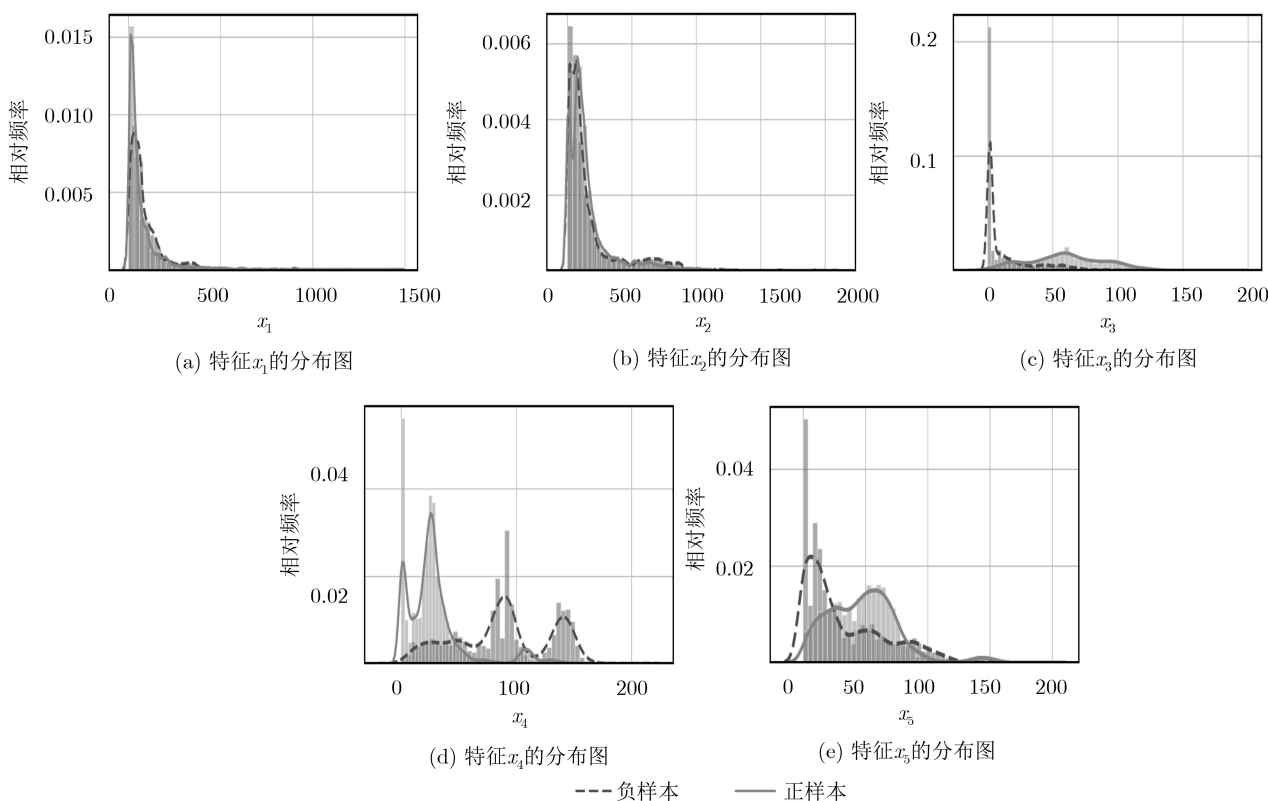 0.015
0.010
0.005
相对频率
0 500 1000 1500
x1
(a) 特征x1的分布图
0.006
0.004
0.002
相对频率
0 500 1000 1500 2000
x2
(b) 特征x2的分布图
0.2
0.1
相对频率
0 50 100 150 200
x3
(c) 特征x3的分布图
0.04
0.02
相对频率
0 100 200
x4
(d) 特征x4的分布图
0.04
0.02
相对频率
0 50 100 150 200
x5
(e) 特征x5的分布图
负样本 正样本